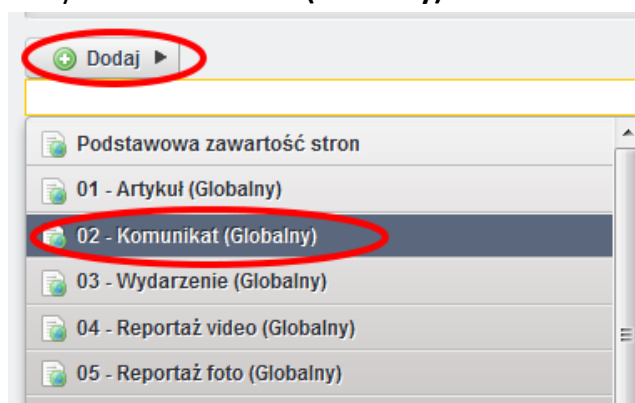 Dodaj
Podstawowa zawartość stron
01 - Artykuł (Globalny)
02 - Komunikat (Globalny)
03 - Wydarzenie (Globalny)
04 - Reportaż video (Globalny)
05 - Reportaż foto (Globalny)